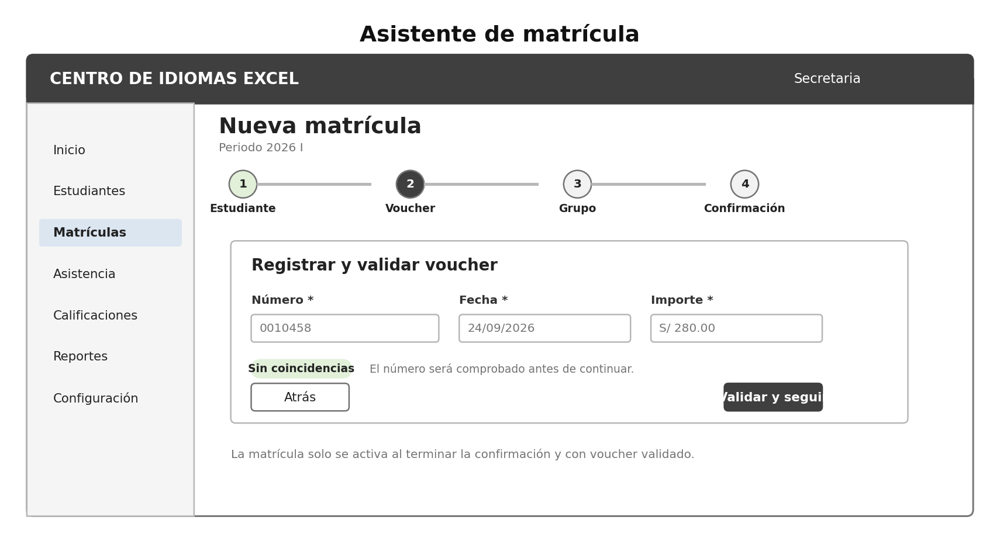 Asistente de matrícula
CENTRO DE IDIOMAS EXCEL
Secretaria
Inicio
Estudiantes
Matrículas
Asistencia
Calificaciones
Reportes
Configuración
Nueva matrícula
Periodo 2026 I
1
2
3
4
Estudiante
Voucher
Grupo
Confirmación
Registrar y validar voucher
Número *
Fecha *
Importe *
0010458
24/09/2026
S/ 280.00
Sin coincidencias
El número será comprobado antes de continuar.
Atrás
Validar y seguir
La matrícula solo se activa al terminar la confirmación y con voucher validado.